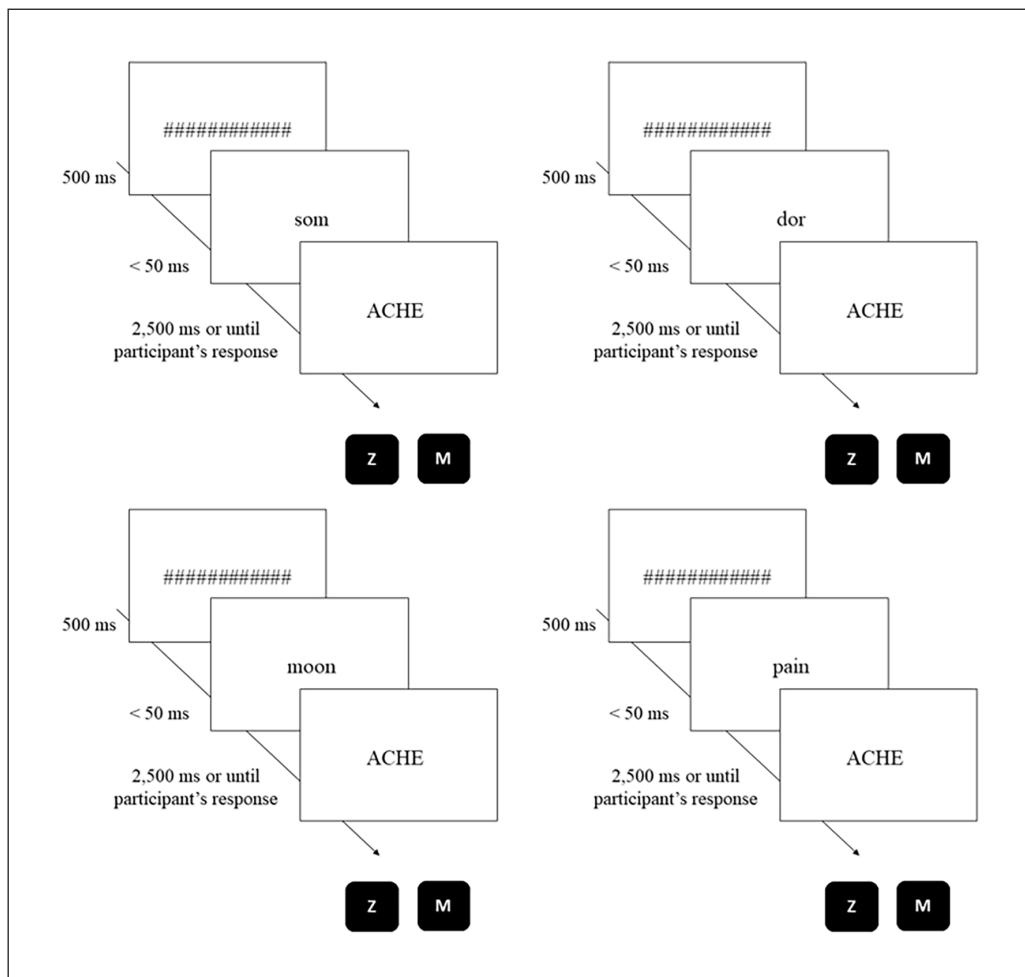 ############
500 ms
som
< 50 ms
ACHE
2,500 ms or until
participant's response
Z M
############
500 ms
dor
< 50 ms
ACHE
2,500 ms or until
participant's response
Z M
############
500 ms
moon
< 50 ms
ACHE
2,500 ms or until
participant's response
Z M
############
500 ms
pain
< 50 ms
ACHE
2,500 ms or until
participant's response
Z M